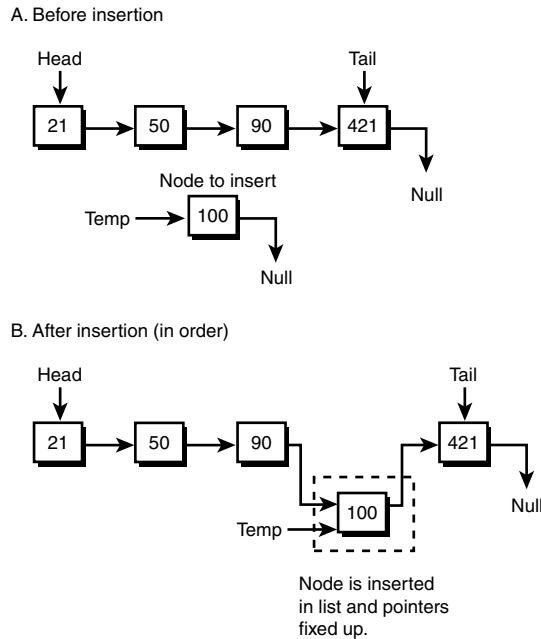 A. Before insertion
Head
Tail
21
50
90
421
Node to insert
Null
Temp
100
Null
B. After insertion (in order)
Head
Tail
21
50
90
421
100
Null
Temp
Node is inserted
in list and pointers
fixed up.